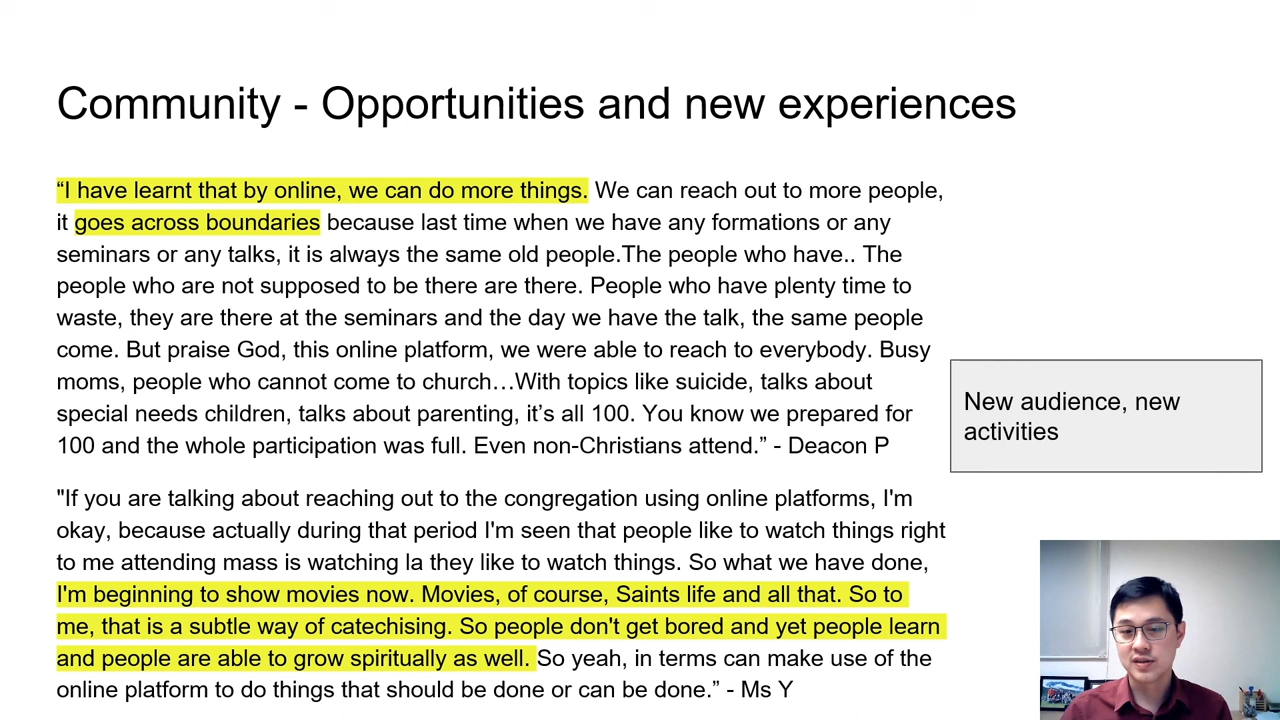 Community - Opportunities and new experiences
“I have learnt that by online, we can do more things. We can reach out to more people,
it goes across boundaries because last time when we have any formations or any
seminars or any talks, it is always the same old people.The people who have.. The
people who are not supposed to be there are there. People who have plenty time to
waste, they are there at the seminars and the day we have the talk, the same people
come. But praise God, this online platform, we were able to reach to everybody. Busy
moms, people who cannot come to church…With topics like suicide, talks about
special needs children, talks about parenting, it’s all 100. You know we prepared for
100 and the whole participation was full. Even non-Christians attend.” - Deacon P
New audience, new
activities
"If you are talking about reaching out to the congregation using online platforms, I'm
okay, because actually during that period I'm seen that people like to watch things right
to me attending mass is watching la they like to watch things. So what we have done,
I'm beginning to show movies now. Movies, of course, Saints life and all that. So to
me, that is a subtle way of catechising. So people don't get bored and yet people learn
and people are able to grow spiritually as well. So yeah, in terms can make use of the
online platform to do things that should be done or can be done.” - Ms Y